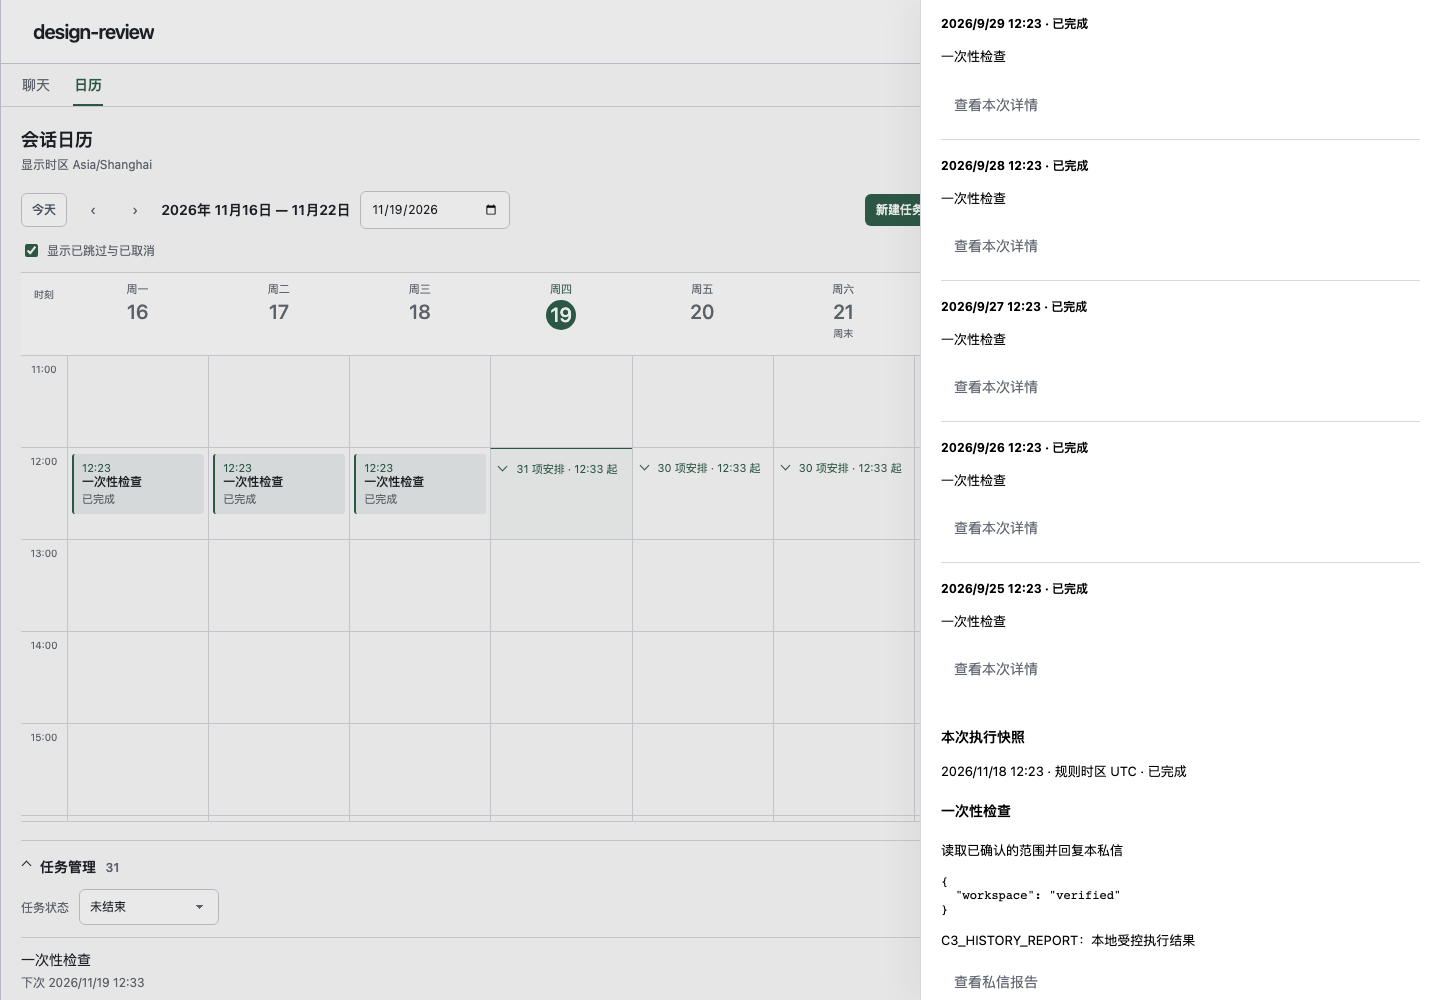 design-review
聊天
日历
会话日历
显示时区 Asia/Shanghai
今天 ‹ › 2026年 11月16日 — 11月22日 11/19/2026
新建任务
显示已跳过与已取消
时刻
周一
16
周二
17
周三
18
周四
19
周五
20
周六
21
周末
11:00
12:00
12:23
一次性检查
已完成
12:23
一次性检查
已完成
12:23
一次性检查
已完成
31 项安排 · 12:33 起
30 项安排 · 12:33 起
30 项安排 · 12:33 起
13:00
14:00
15:00
任务管理 31
任务状态 未结束
一次性检查
下次 2026/11/19 12:33
2026/9/29 12:23 · 已完成
一次性检查
查看本次详情
2026/9/28 12:23 · 已完成
一次性检查
查看本次详情
2026/9/27 12:23 · 已完成
一次性检查
查看本次详情
2026/9/26 12:23 · 已完成
一次性检查
查看本次详情
2026/9/25 12:23 · 已完成
一次性检查
查看本次详情
本次执行快照
2026/11/18 12:23 · 规则时区 UTC · 已完成
一次性检查
读取已确认的范围并回复本私信
{
"workspace": "verified"
}
C3_HISTORY_REPORT：本地受控执行结果
查看私信报告